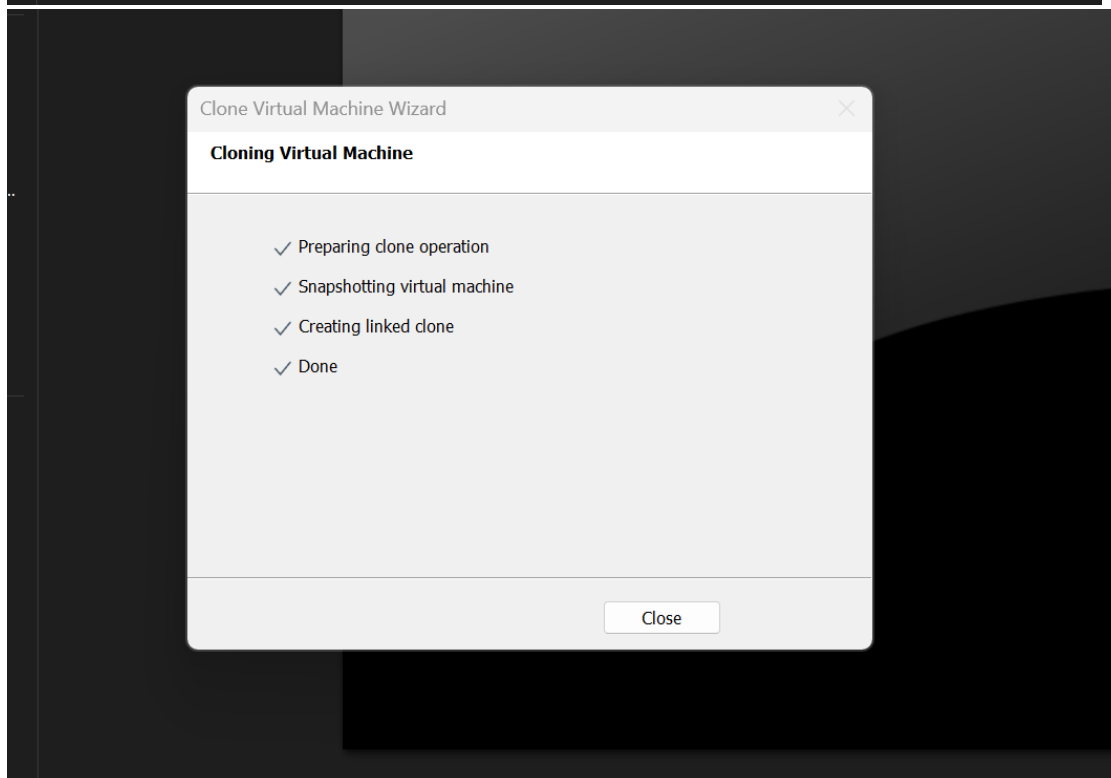 ..
Clone Virtual Machine Wizard
Cloning Virtual Machine
Preparing clone operation
Snapshotting virtual machine
Creating linked clone
Done
Close